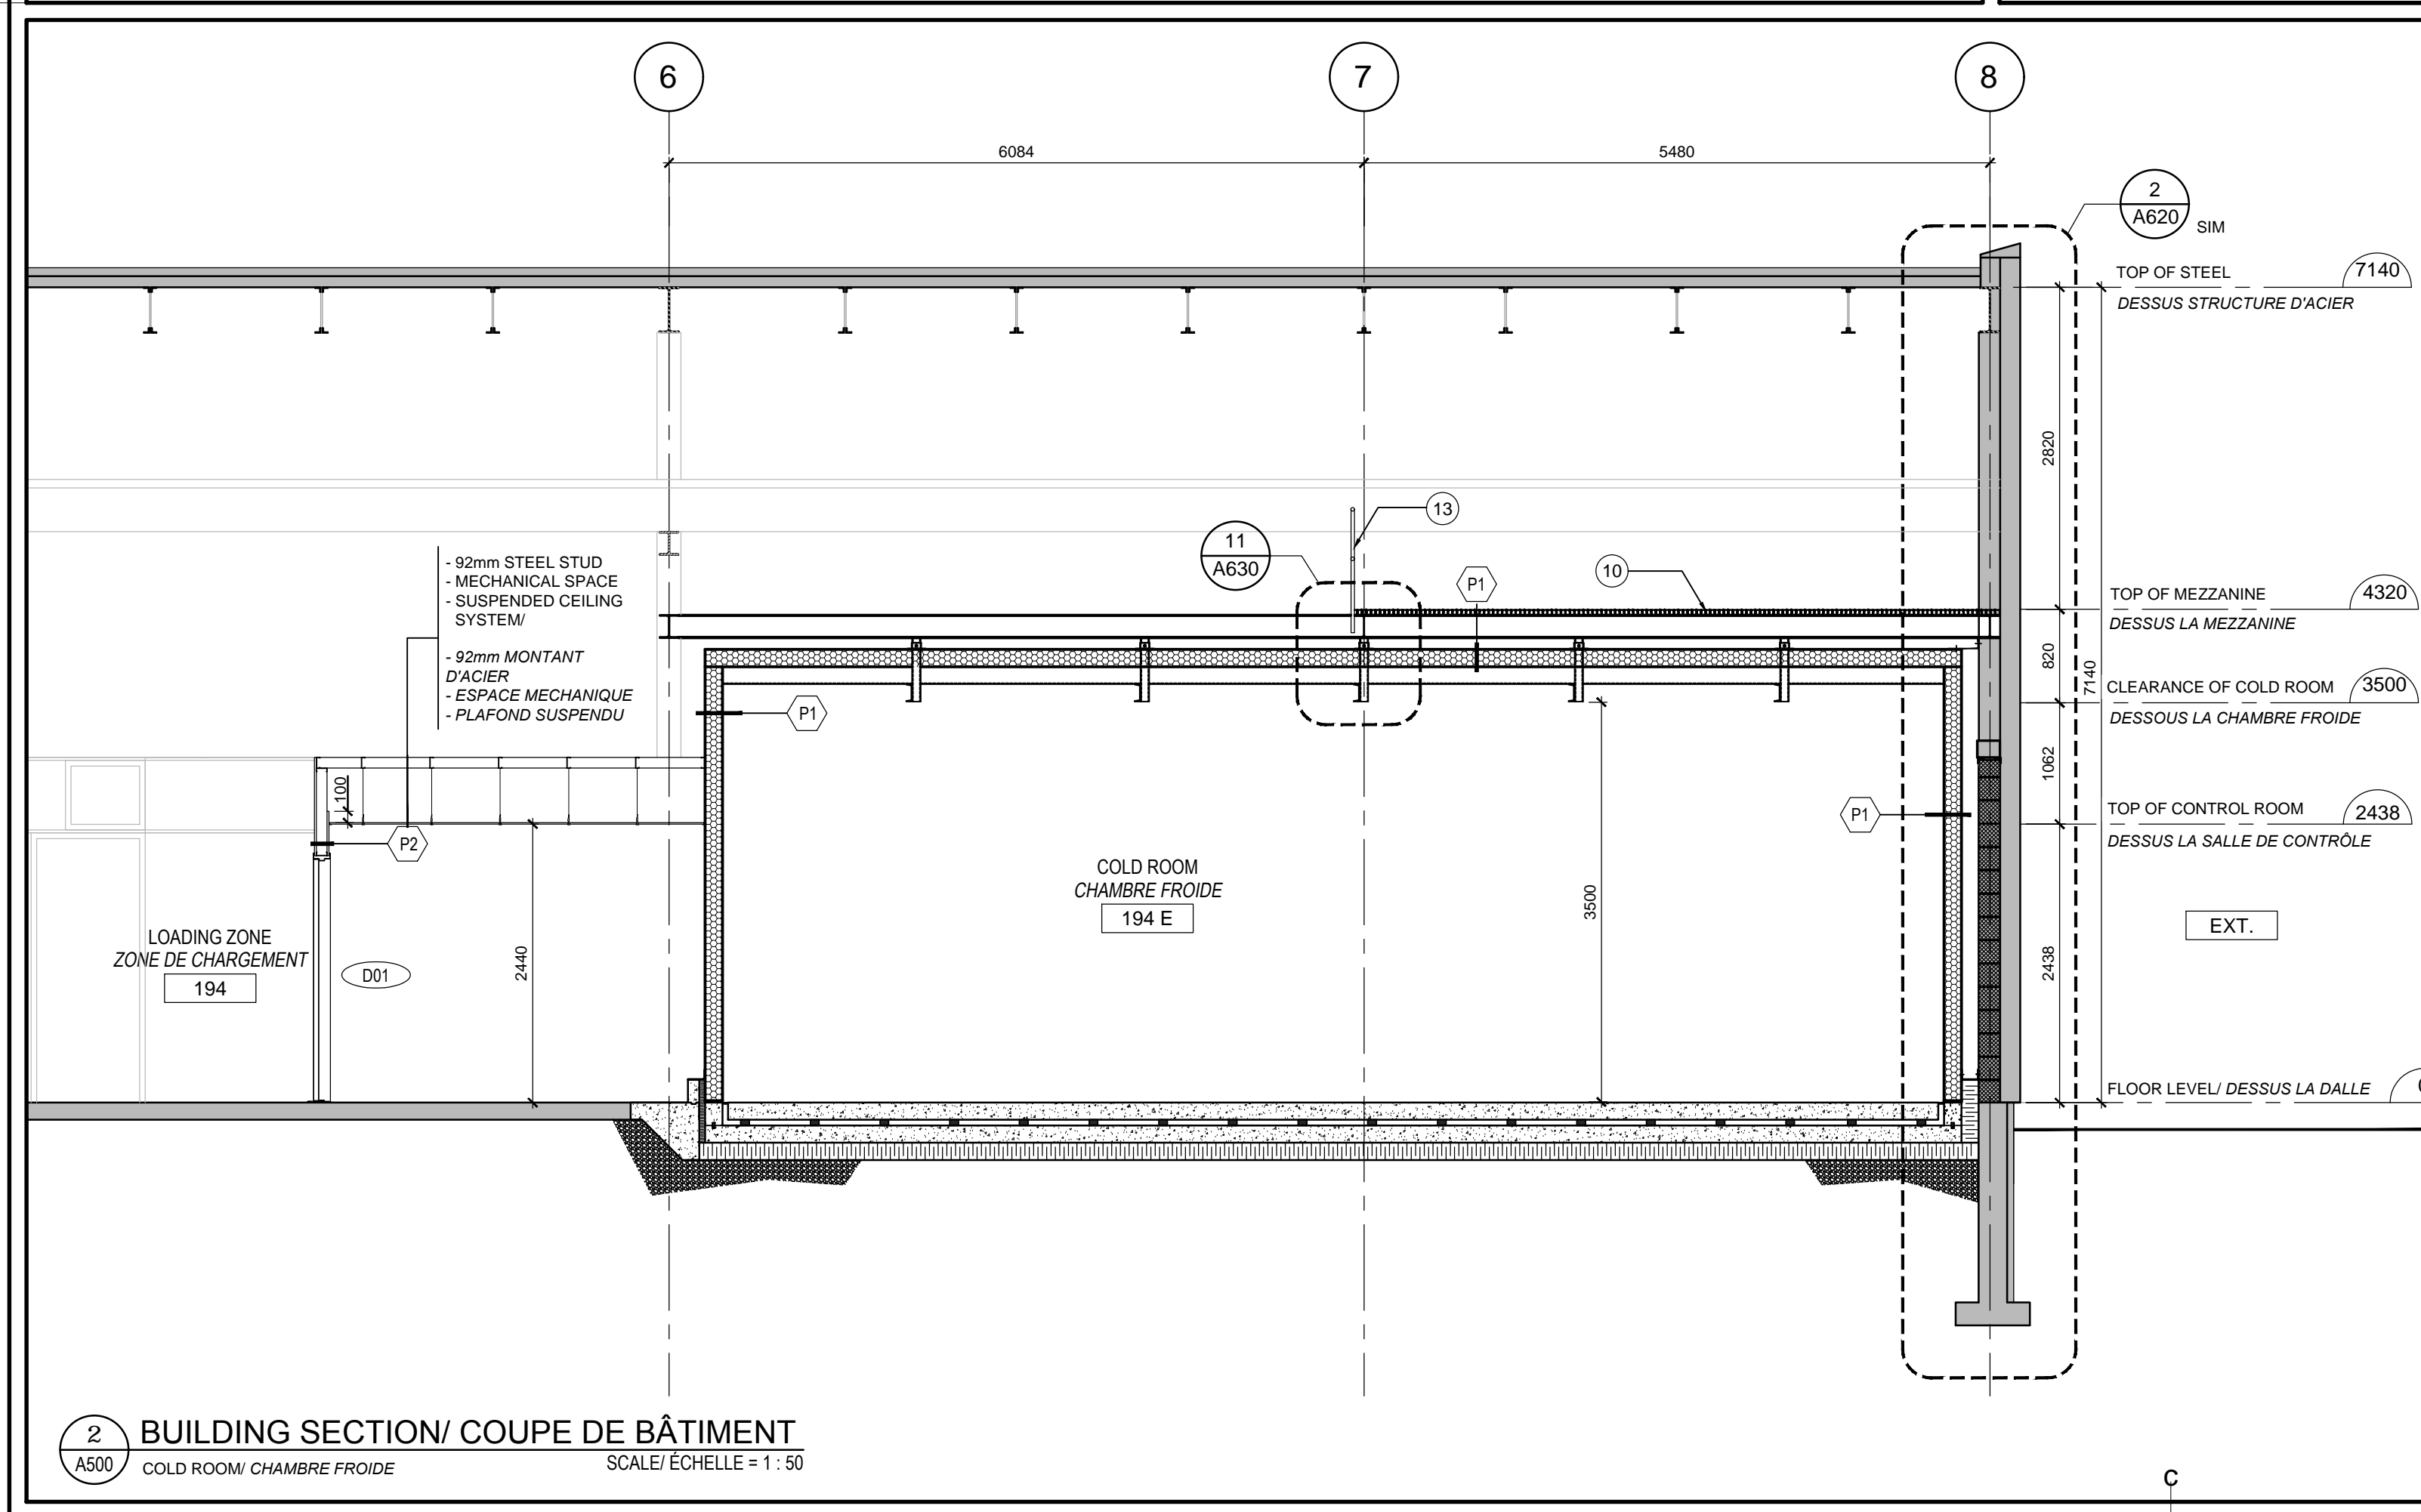 6
7
8
6084
5480
2
A620
SIM
TOP OF STEEL
7140
DESSUS STRUCTURE D'ACIER
2820
13
11
A630
P1
10
- 92mm STEEL STUD
- MECHANICAL SPACE
- SUSPENDED CEILING
SYSTEM/
- 92mm MONTANT
D'ACIER
- ESPACE MECHANIQUE
- PLAFOND SUSPENDU
TOP OF MEZZANINE
4320
DESSUS LA MEZZANINE
820
7140
CLEARANCE OF COLD ROOM
3500
DESSOUS LA CHAMBRE FROIDE
P1
1062
100
P2
P1
TOP OF CONTROL ROOM
2438
DESSUS LA SALLE DE CONTRÔLE
COLD ROOM
CHAMBRE FROIDE
194 E
3500
EXT.
LOADING ZONE
ZONE DE CHARGEMENT
194
D01
2440
2438
FLOOR LEVEL/ DESSUS LA DALLE
2
A500
BUILDING SECTION/ COUPE DE BÂTIMENT
COLD ROOM/ CHAMBRE FROIDE
SCALE/ ÉCHELLE = 1 : 50
C